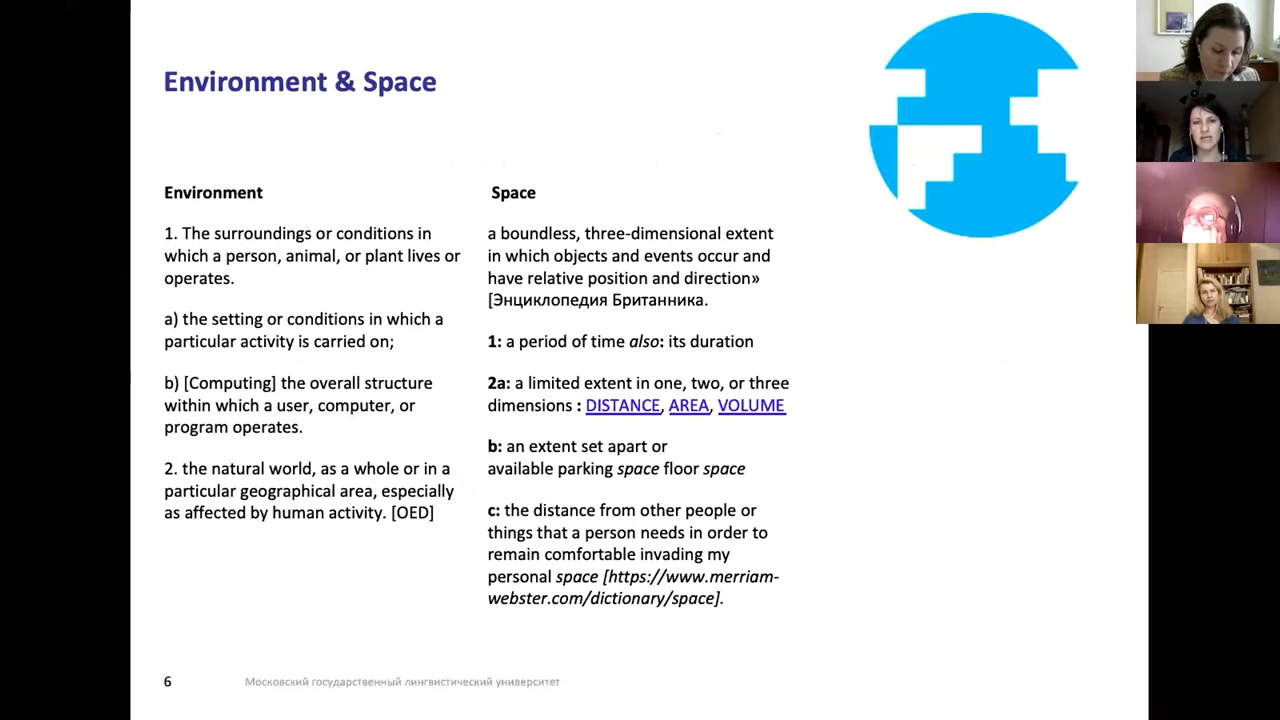 Environment & Space
Environment
1. The surroundings or conditions in
which a person, animal, or plant lives or
operates.
a) the setting or conditions in which a
particular activity is carried on;
b) [Computing] the overall structure
within which a user, computer, or
program operates.
2. the natural world, as a whole or in a
particular geographical area, especially
as affected by human activity. [OED]
Space
a boundless, three-dimensional extent
in which objects and events occur and
have relative position and direction»
[Энциклопедия Британника.
1: a period of time also: its duration
2a: a limited extent in one, two, or three
dimensions : DISTANCE, AREA, VOLUME
b: an extent set apart or
available parking space floor space
c: the distance from other people or
things that a person needs in order to
remain comfortable invading my
personal space [https://www.merriam-
webster.com/dictionary/space].
6
Московский государственный лингвистический университет